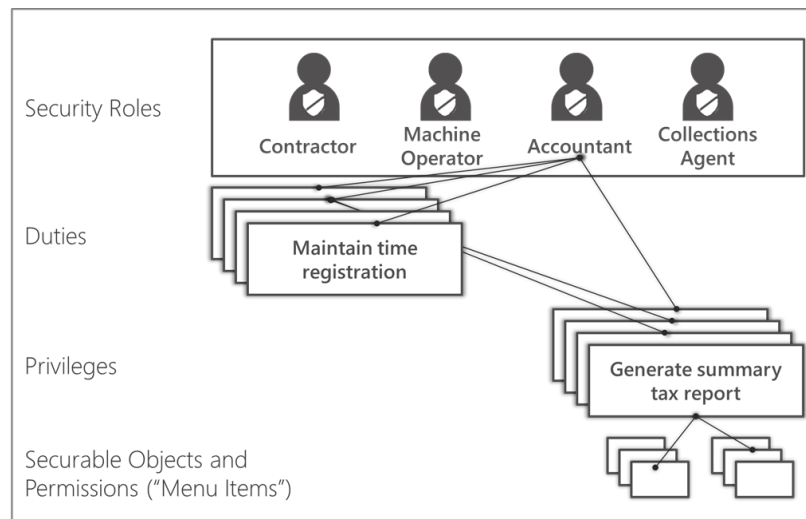 Security Roles
Contractor
Machine
Operator
Accountant
Collections
Agent
Duties
Maintain time
registration
Privileges
Generate summary
tax report
Securable Objects and
Permissions (“Menu Items”)